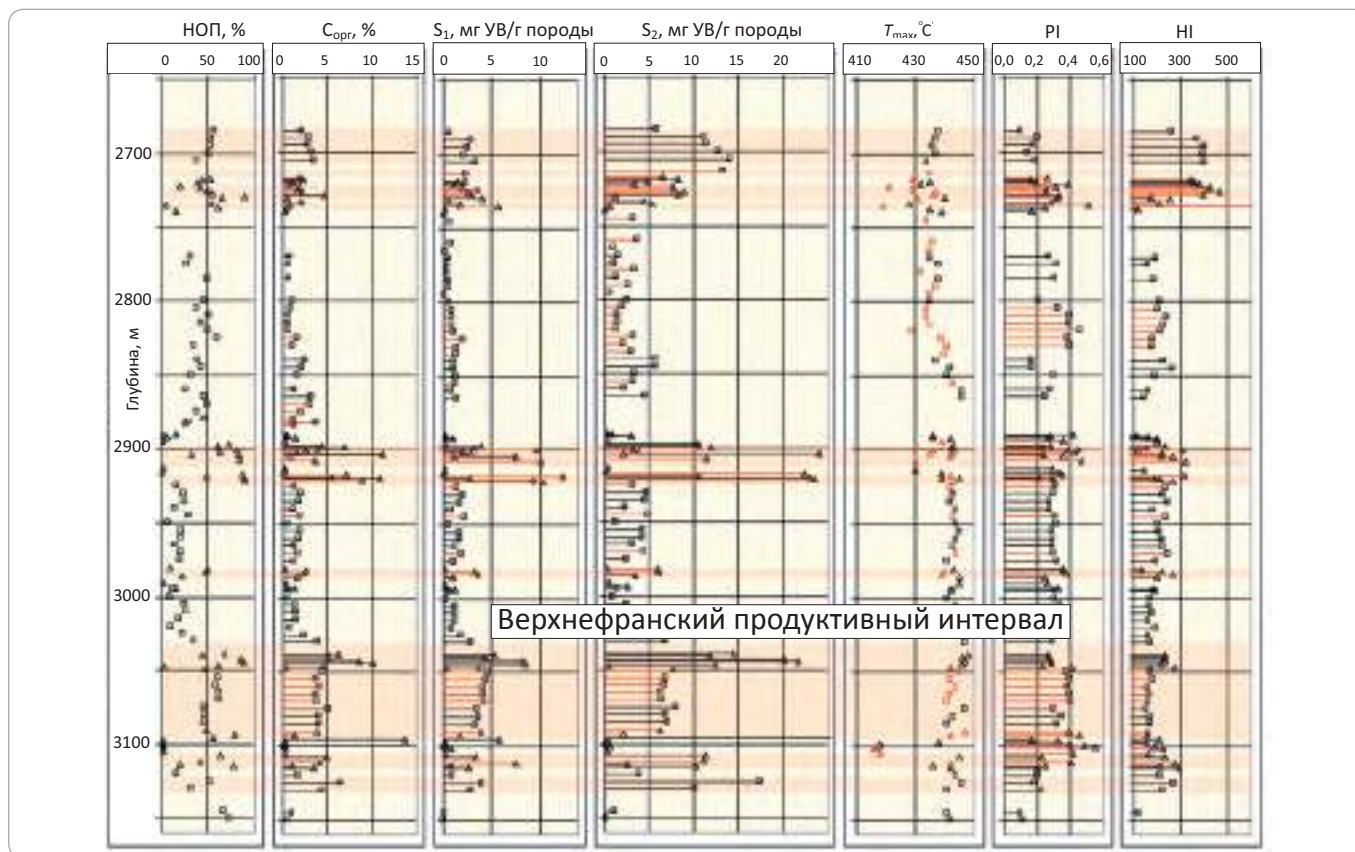 НОП, %
C орг, %
S1, мг УВ/г породы
S2, мг УВ/г породы
Tmax, °C
PI
HI
0 50 100
0 5 10 15
0 5 10
0 5 10 15 20
410 430 450
0,0 0,2 0,4 0,6
100 300 500
Глубина, м
2700
2800
2900
3000
Верхнефранский продуктивный интервал
3100